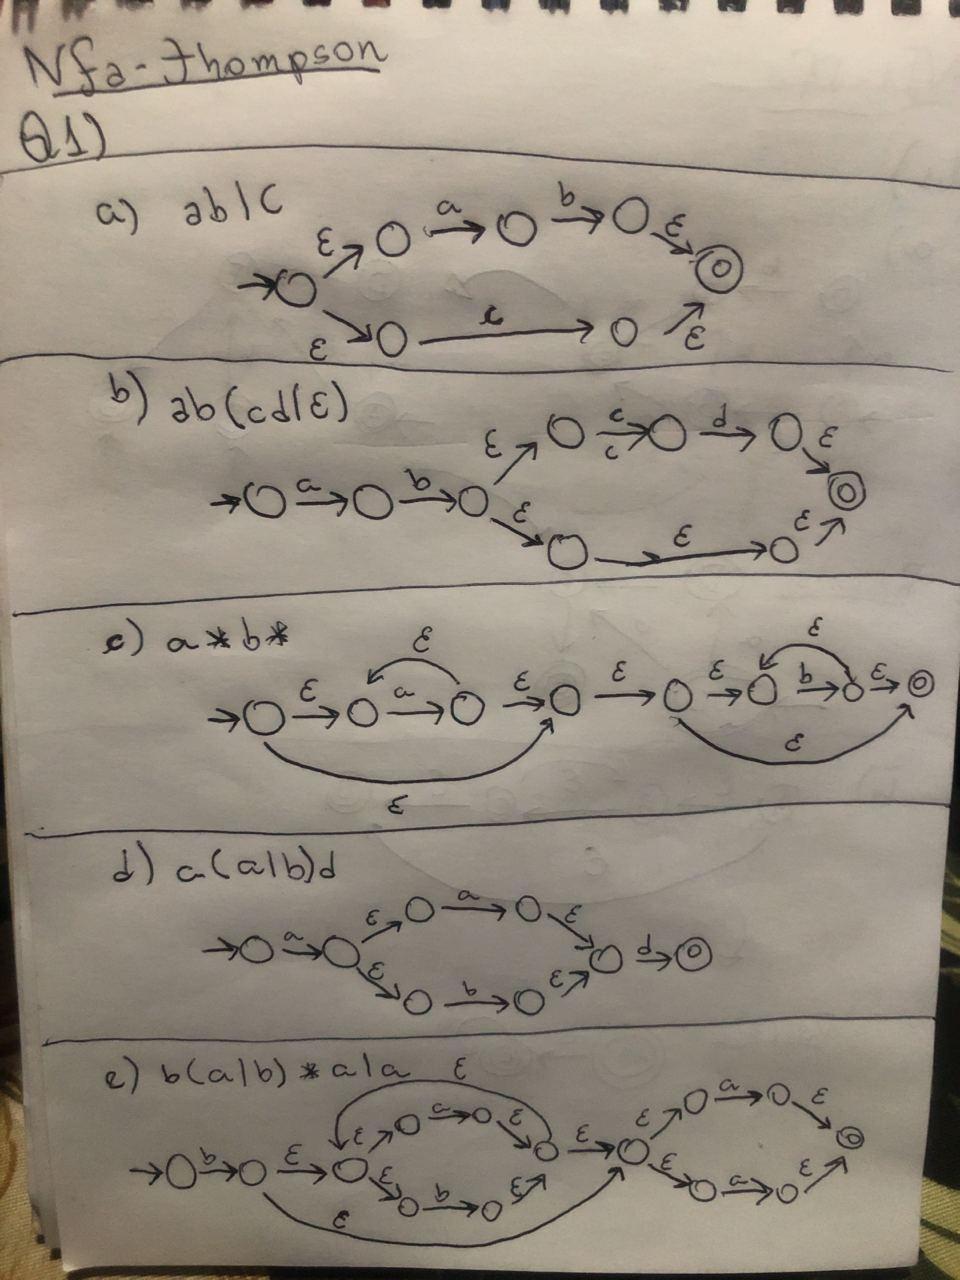 Nfa-Thompson
Q1)
a) ab|c
ε a b ε
ε c ε
b) ab(cd|ε)
ε c d ε
c
a b ε ε ε
c) a*b*
ε ε
ε a ε ε ε b ε
ε ε
d) a(a|b)d
ε a ε
a d
ε b ε
e) b(a|b)*a|a ε
ε a ε ε a ε
b ε ε
ε b ε ε a ε
ε